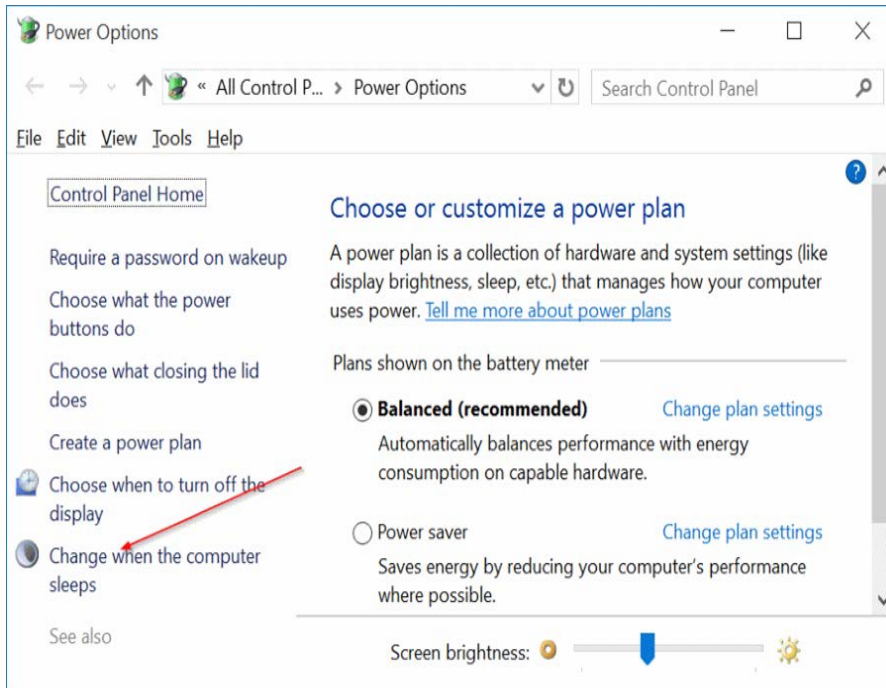 Power Options
« All Control P... > Power Options
Search Control Panel
File Edit View Tools Help
Control Panel Home
Require a password on wakeup
Choose what the power
buttons do
Choose what closing the lid
does
Create a power plan
Choose when to turn off the
display
Change when the computer
sleeps
See also
?
Choose or customize a power plan
A power plan is a collection of hardware and system settings (like
display brightness, sleep, etc.) that manages how your computer
uses power. Tell me more about power plans
Plans shown on the battery meter
Balanced (recommended) Change plan settings
Automatically balances performance with energy
consumption on capable hardware.
Power saver Change plan settings
Saves energy by reducing your computer's performance
where possible.
Screen brightness: